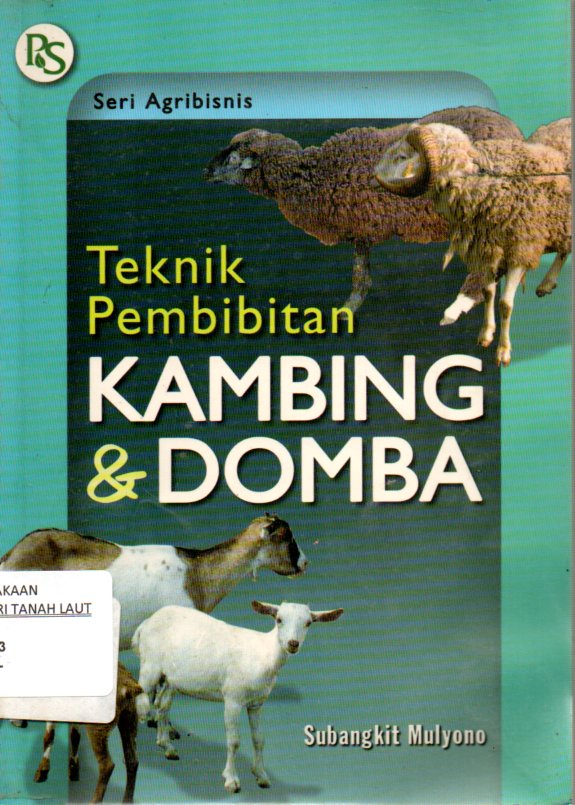 PS
Seri Agribisnis
Teknik
Pembibitan
KAMBING
& DOMBA
AKAAN
RI TANAH LAUT
3
Subangkit Mulyono